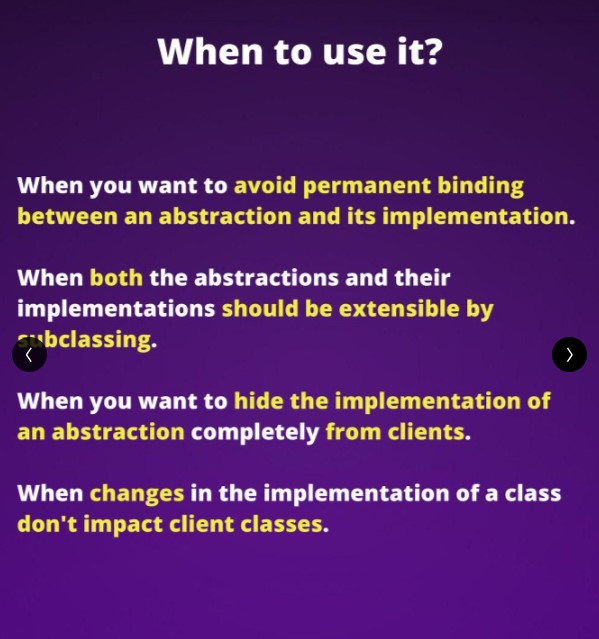 When to use it?
When you want to avoid permanent binding
between an abstraction and its implementation.
When both the abstractions and their
implementations should be extensible by
subclassing.
When you want to hide the implementation of
an abstraction completely from clients.
When changes in the implementation of a class
don't impact client classes.